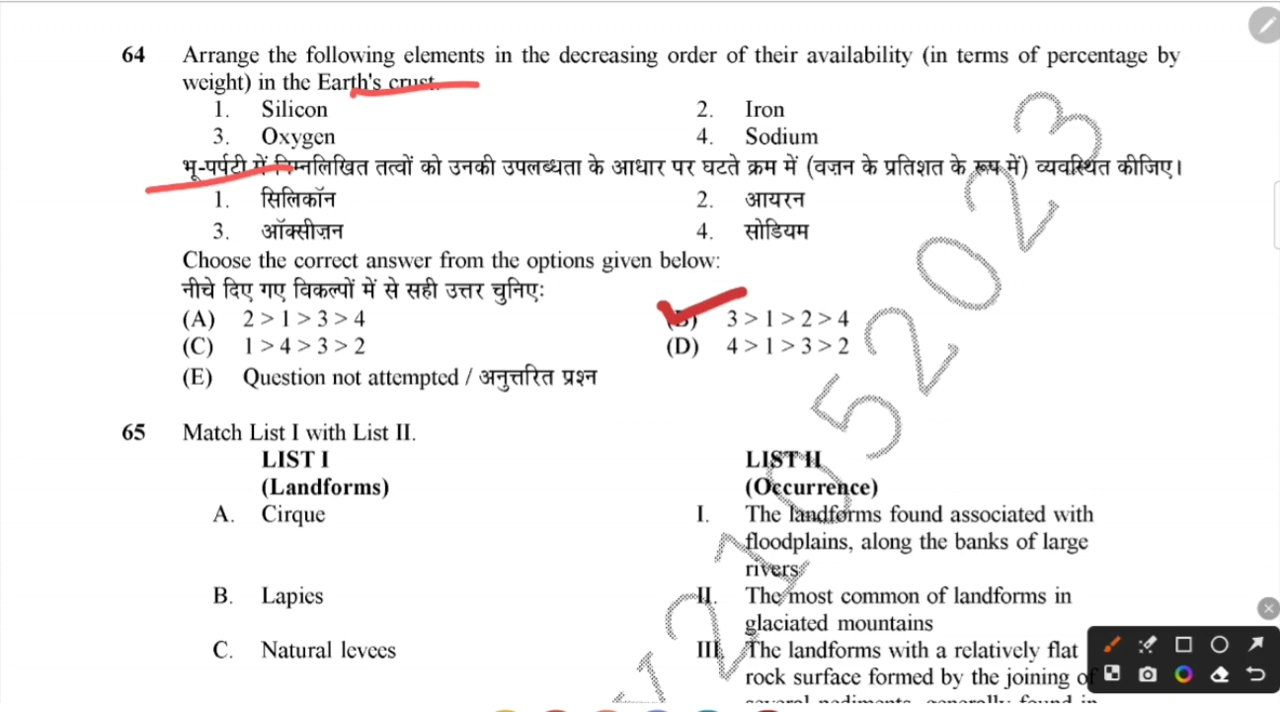 64 Arrange the following elements in the decreasing order of their availability (in terms of percentage by
weight) in the Earth's crust.
1. Silicon 2. Iron
3. Oxygen 4. Sodium
भू-पर्पटी में निम्नलिखित तत्वों को उनकी उपलब्धता के आधार पर घटते क्रम में (वज़न के प्रतिशत के रूप में) व्यवस्थित कीजिए।
1. सिलिकॉन 2. आयरन
3. ऑक्सीज़न 4. सोडियम
Choose the correct answer from the options given below:
नीचे दिए गए विकल्पों में से सही उत्तर चुनिए:
(A) 2 > 1 > 3 > 4 (B) 3 > 1 > 2 > 4
(C) 1 > 4 > 3 > 2 (D) 4 > 1 > 3 > 2
(E) Question not attempted / अनुत्तरित प्रश्न
65 Match List I with List II.
LIST I LIST II
(Landforms) (Occurrence)
A. Cirque I. The landforms found associated with
floodplains, along the banks of large
rivers
B. Lapies II. The most common of landforms in
glaciated mountains
C. Natural levees III. The landforms with a relatively flat
rock surface formed by the joining
21052023